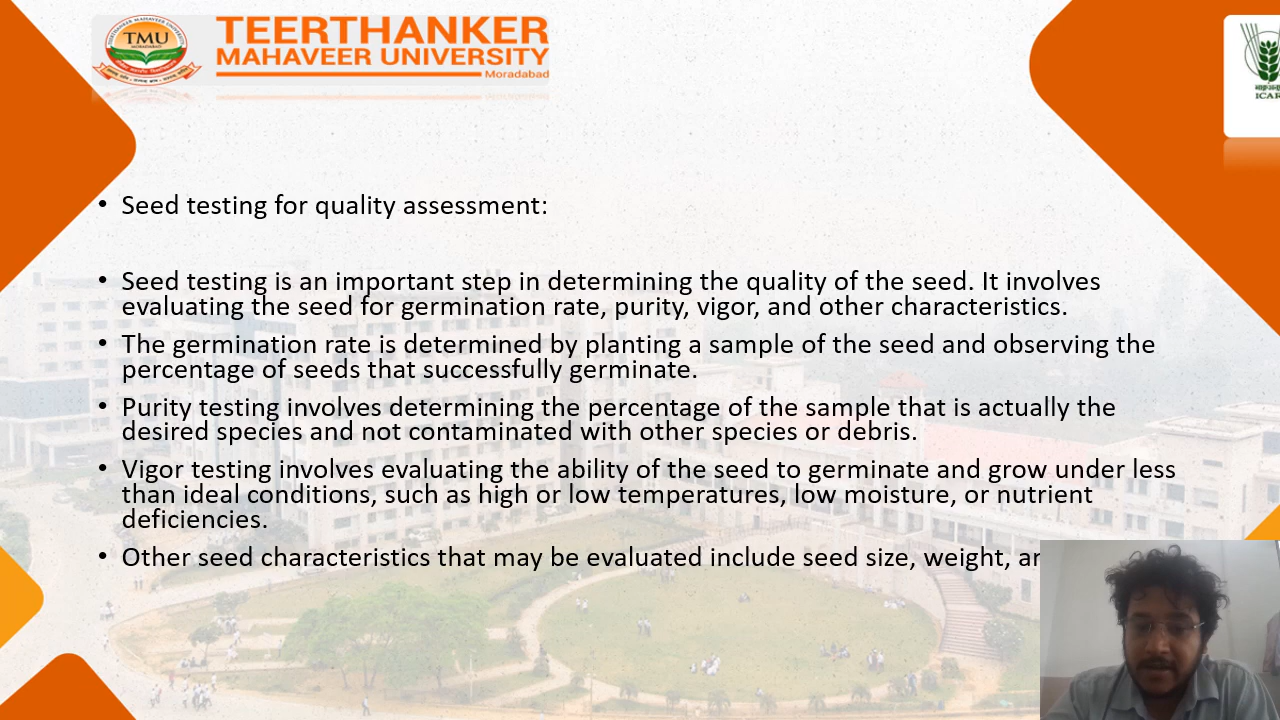 TMU
MORADABAD
TEERTHANKER
MAHAVEER UNIVERSITY
Moradabad
ICAR
• Seed testing for quality assessment:
• Seed testing is an important step in determining the quality of the seed. It involves
evaluating the seed for germination rate, purity, vigor, and other characteristics.
• The germination rate is determined by planting a sample of the seed and observing the
percentage of seeds that successfully germinate.
• Purity testing involves determining the percentage of the sample that is actually the
desired species and not contaminated with other species or debris.
• Vigor testing involves evaluating the ability of the seed to germinate and grow under less
than ideal conditions, such as high or low temperatures, low moisture, or nutrient
deficiencies.
• Other seed characteristics that may be evaluated include seed size, weight,